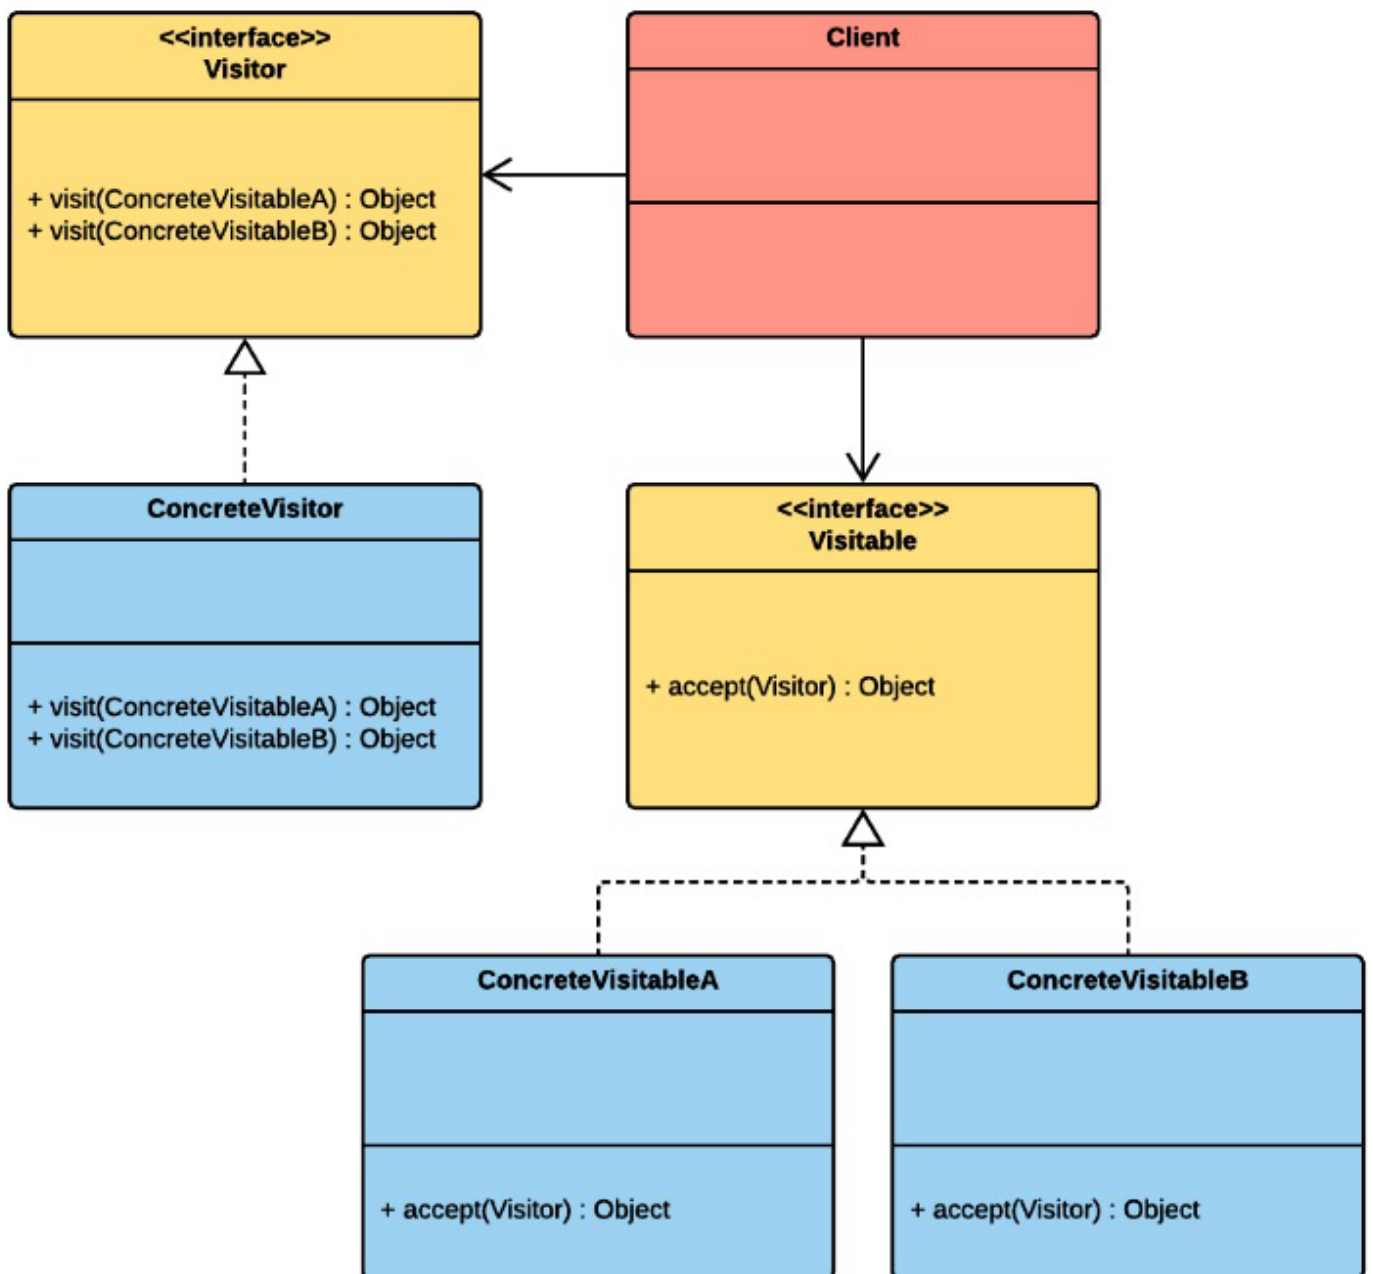 <<interface>>
Visitor
+ visit(ConcreteVisitableA) : Object
+ visit(ConcreteVisitableB) : Object
Client
ConcreteVisitor
+ visit(ConcreteVisitableA) : Object
+ visit(ConcreteVisitableB) : Object
<<interface>>
Visitable
+ accept(Visitor) : Object
ConcreteVisitableA
+ accept(Visitor) : Object
ConcreteVisitableB
+ accept(Visitor) : Object